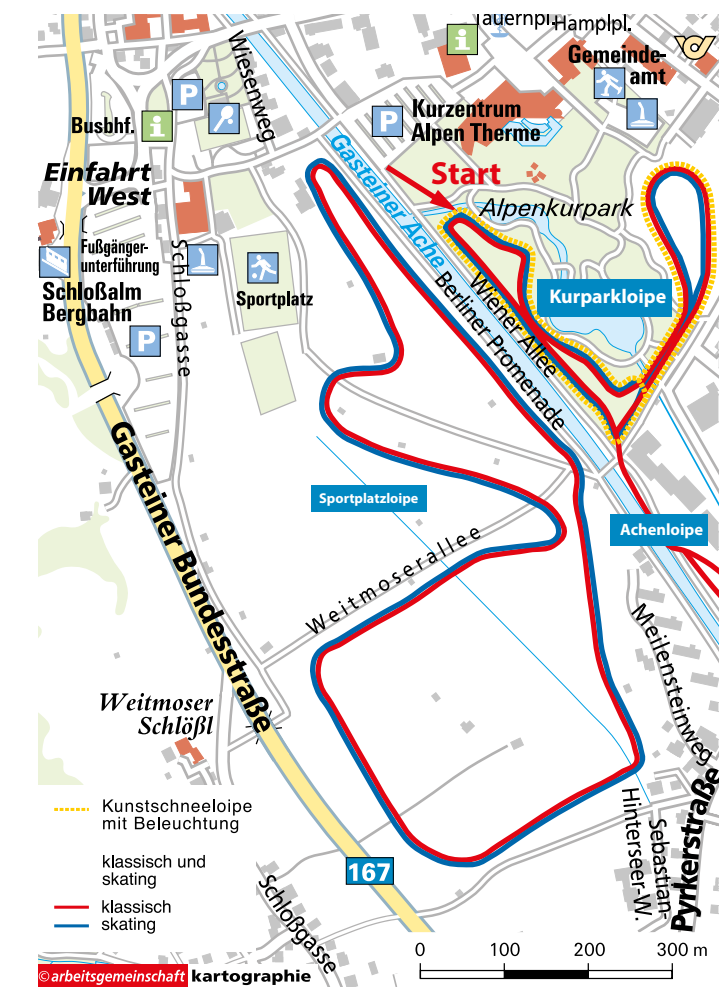 Tauernpl.
Hamplpl.
Gemeinde-
amt
Wiesenweg
P
i
i
Busbhf.
P
Kurzentrum
Alpen Therme
Einfahrt
West
Start
Alpenkurpark
Gasteiner Ache
Fußgänger-
unterführung
Schloßalm
Bergbahn
P
Schloßgasse
Sportplatz
Kurparkloipe
Wiener Allee
Berliner Promenade
Gasteiner Bundesstraße
Sportplatzloipe
Achenloipe
Weitmoserallee
Meilensteinweg
Weitmoser
Schlößl
Pyrkerstraße
Hinterseer-W.
Sebastian-
Kunstschneeloipe
mit Beleuchtung
klassisch und
skating
klassisch
skating
167
Schloßgasse
0 100 200 300 m
©arbeitsgemeinschaft kartographie